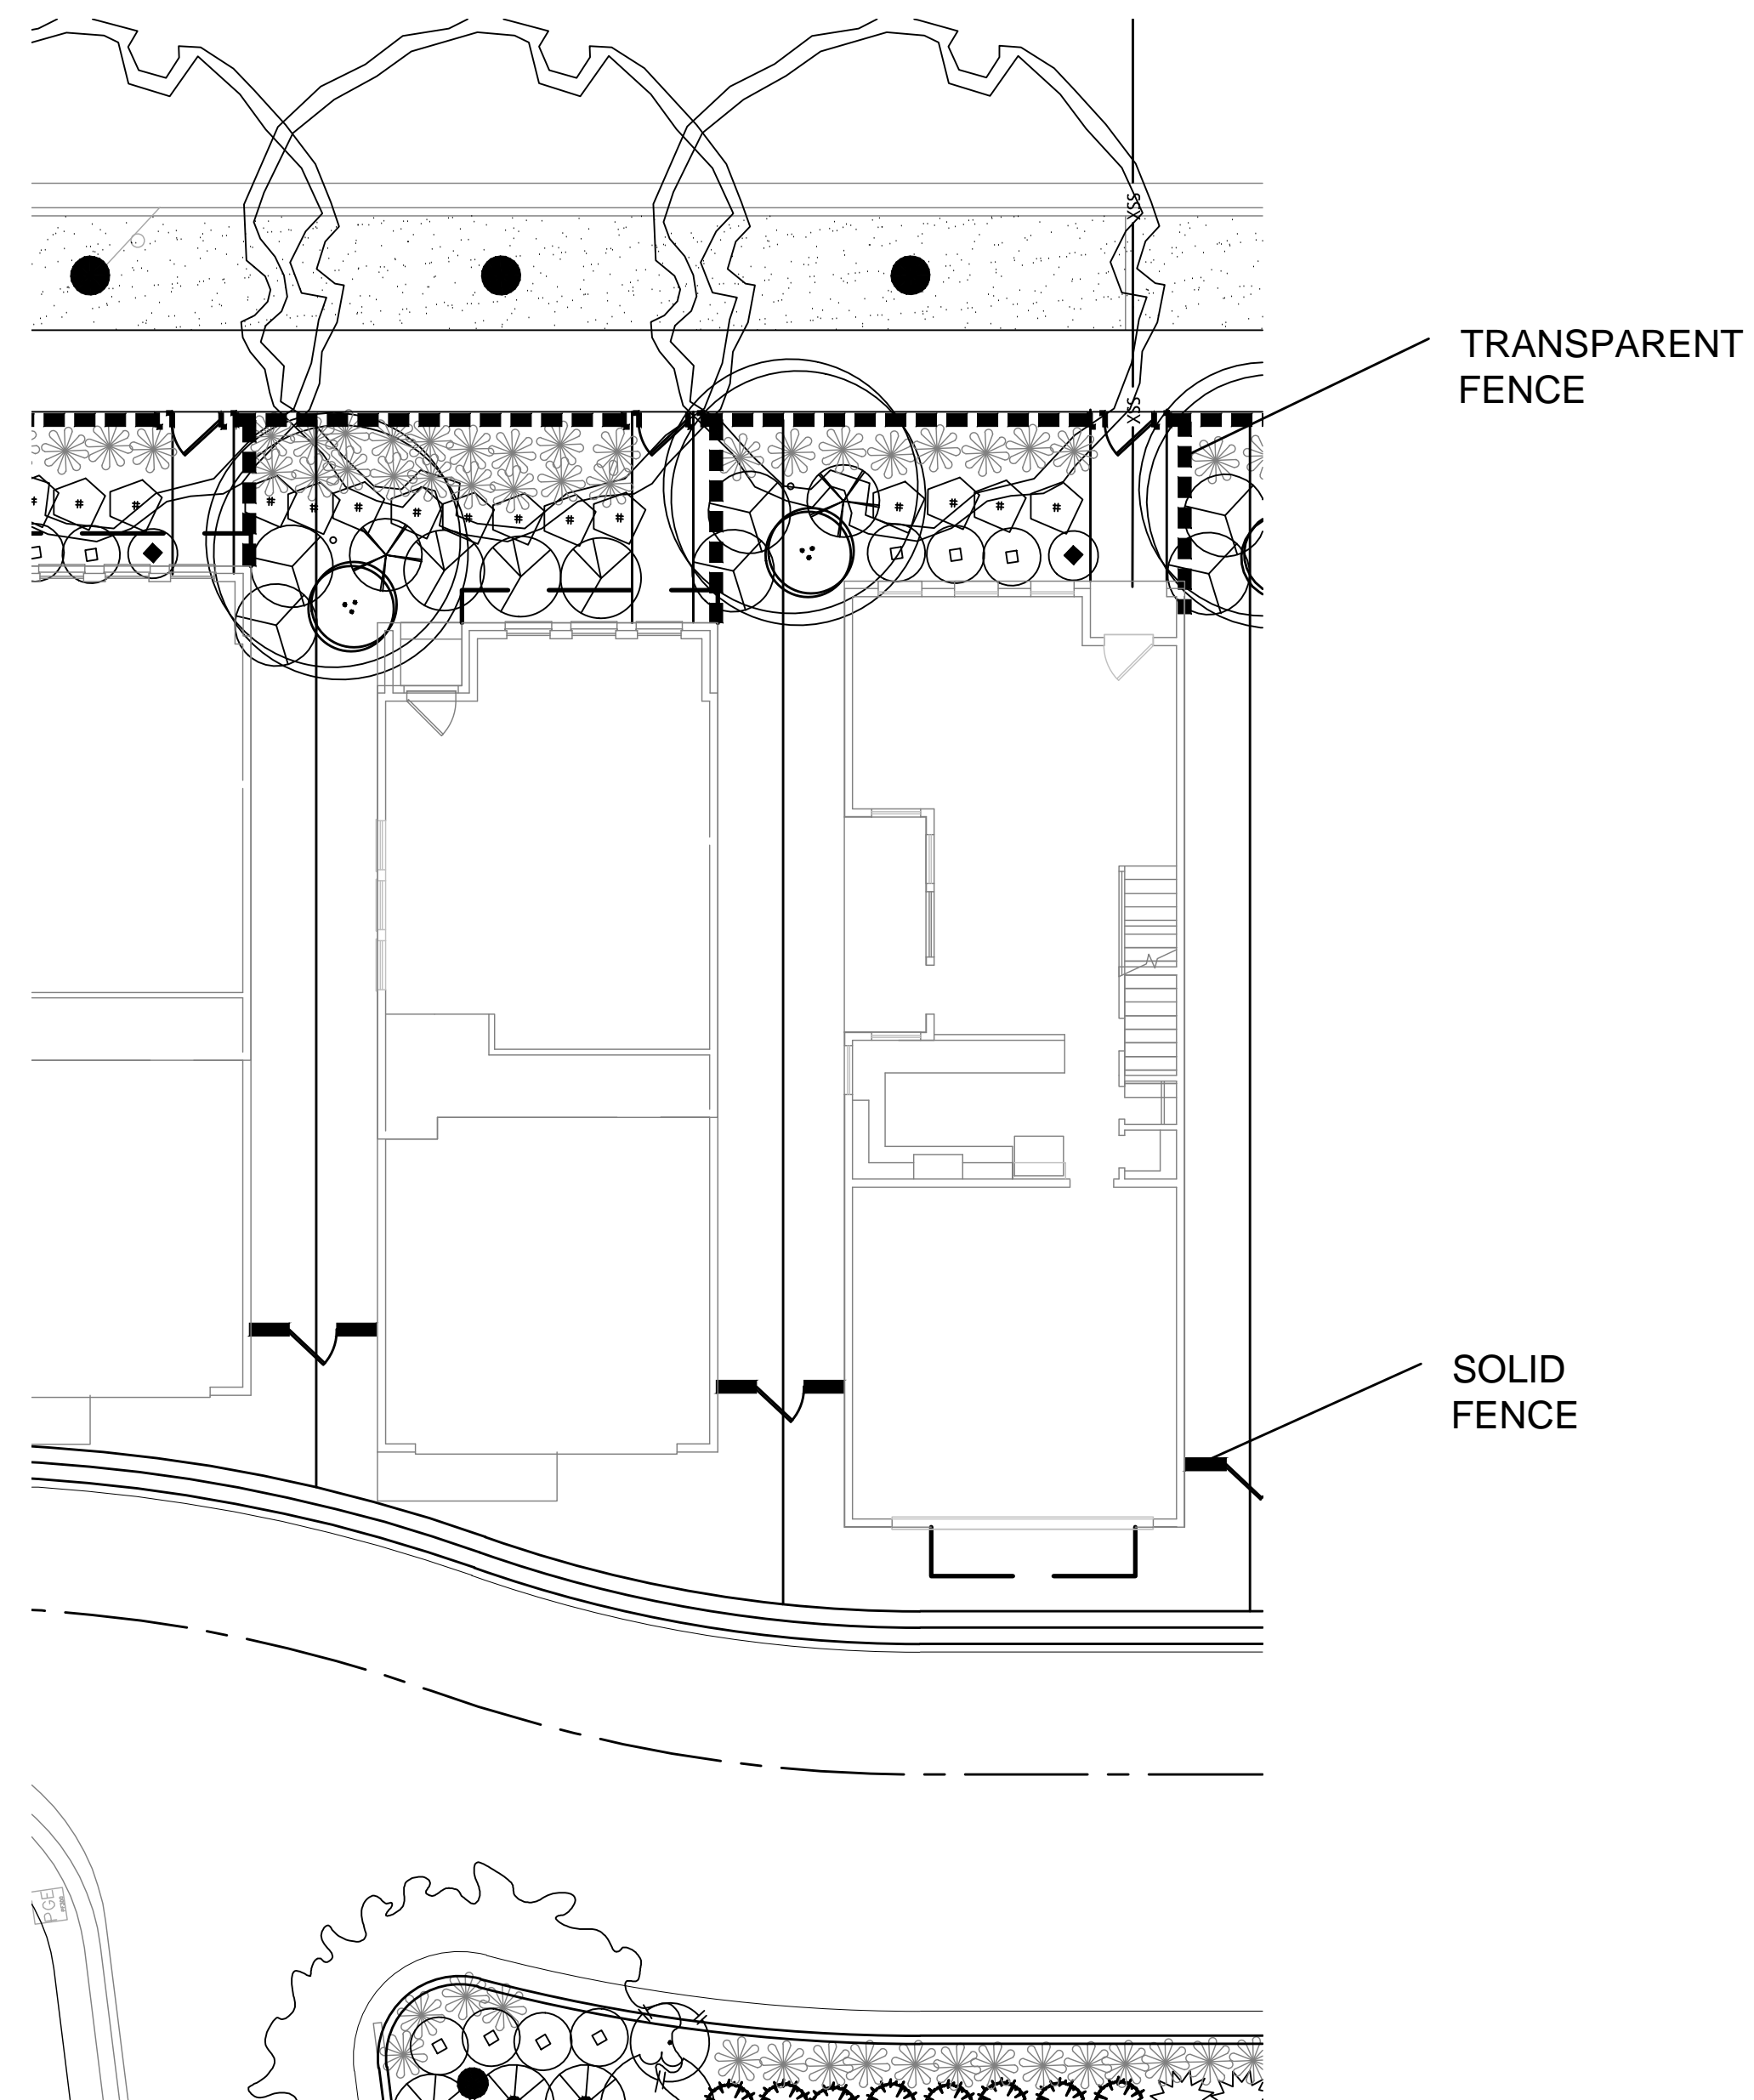 XSS
TRANSPARENT
FENCE
XSS
SOLID
FENCE
PGE